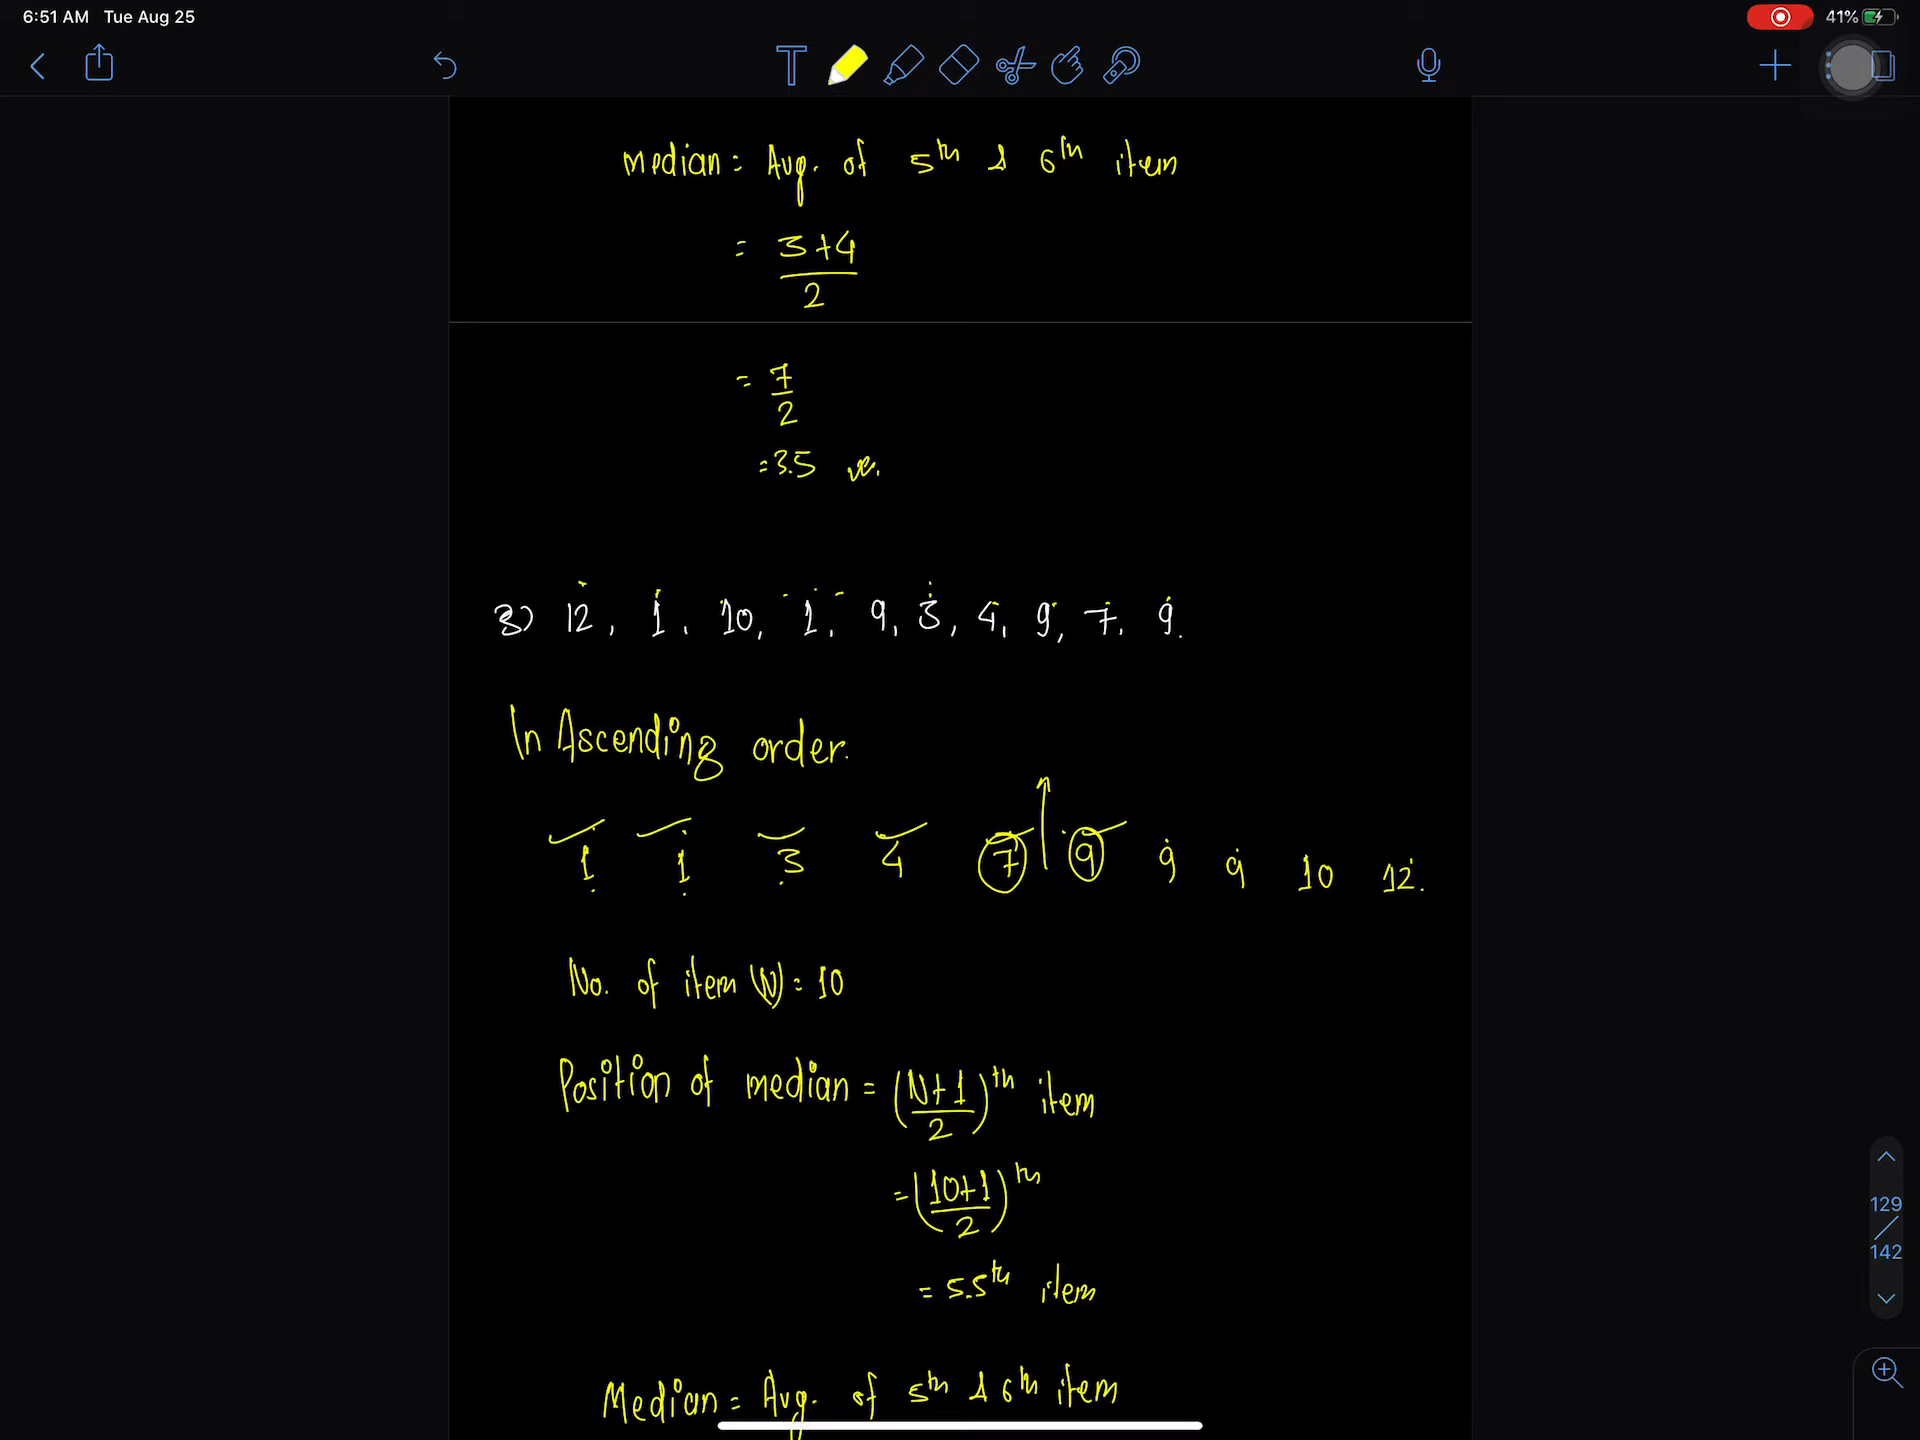 6:51 AM Tue Aug 25
41%
median = Avg. of 5th & 6th item
= 3+4
2
= 7
2
= 3.5
3) 12, 1, 10, 1, 9, 3, 4, 9, 7, 9.
In Ascending order.
1 1 3 4 7 9 9 9 10 12.
No. of item (N) = 10
Position of median = (N+1/2)th item
= (10+1/2)th
= 5.5th item
129
142
Median = Avg. of 5th & 6th item